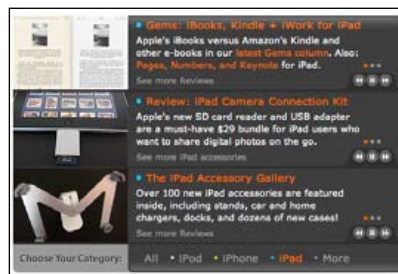 Gems: iBooks, Kindle + iWork for iPad
Apple's iBooks versus Amazon's Kindle and
other e-books in our latest Gems column. Also:
Pages, Numbers, and Keynote for iPad.
See more Reviews
Review: iPad Camera Connection Kit
Apple's new SD card reader and USB adapter
are a must-have $29 bundle for iPad users who
want to share digital photos on the go.
See more iPad accessories
The iPad Accessory Gallery
Over 100 new iPad accessories are featured
inside, including stands, car and home
chargers, docks, and dozens of new cases!
See more Reviews
Choose Your Category: All • iPod • iPhone • iPad • More